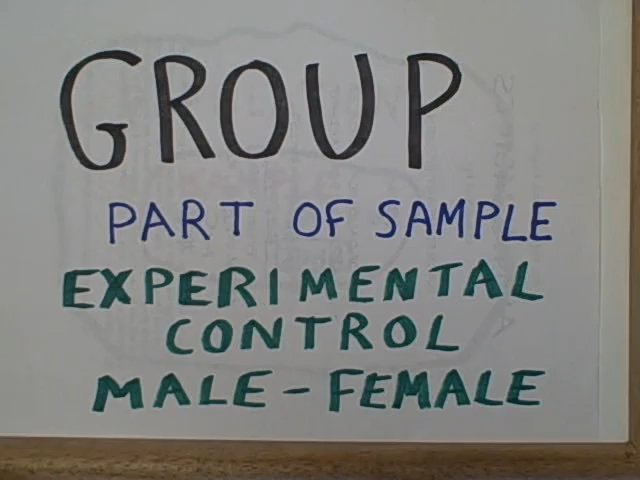 GROUP
PART OF SAMPLE
EXPERIMENTAL
CONTROL
MALE - FEMALE